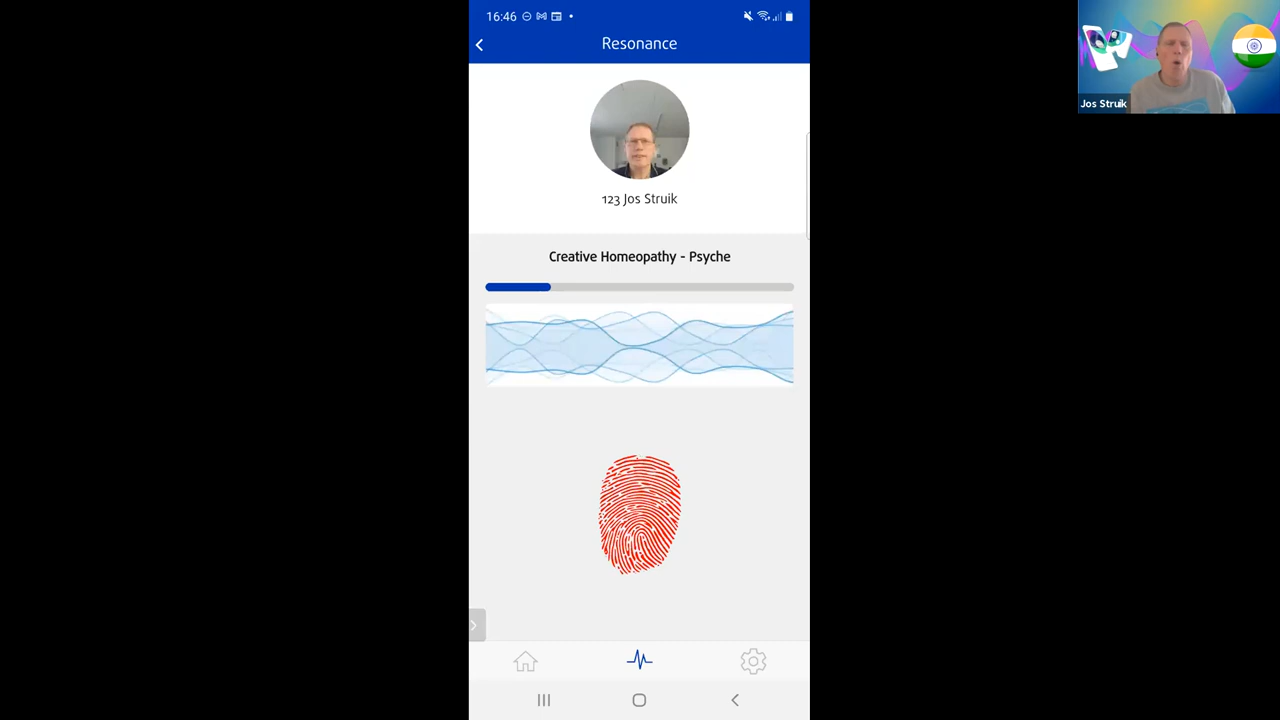 16:46
Resonance
123 Jos Struik
Creative Homeopathy - Psyche
Jos Struik